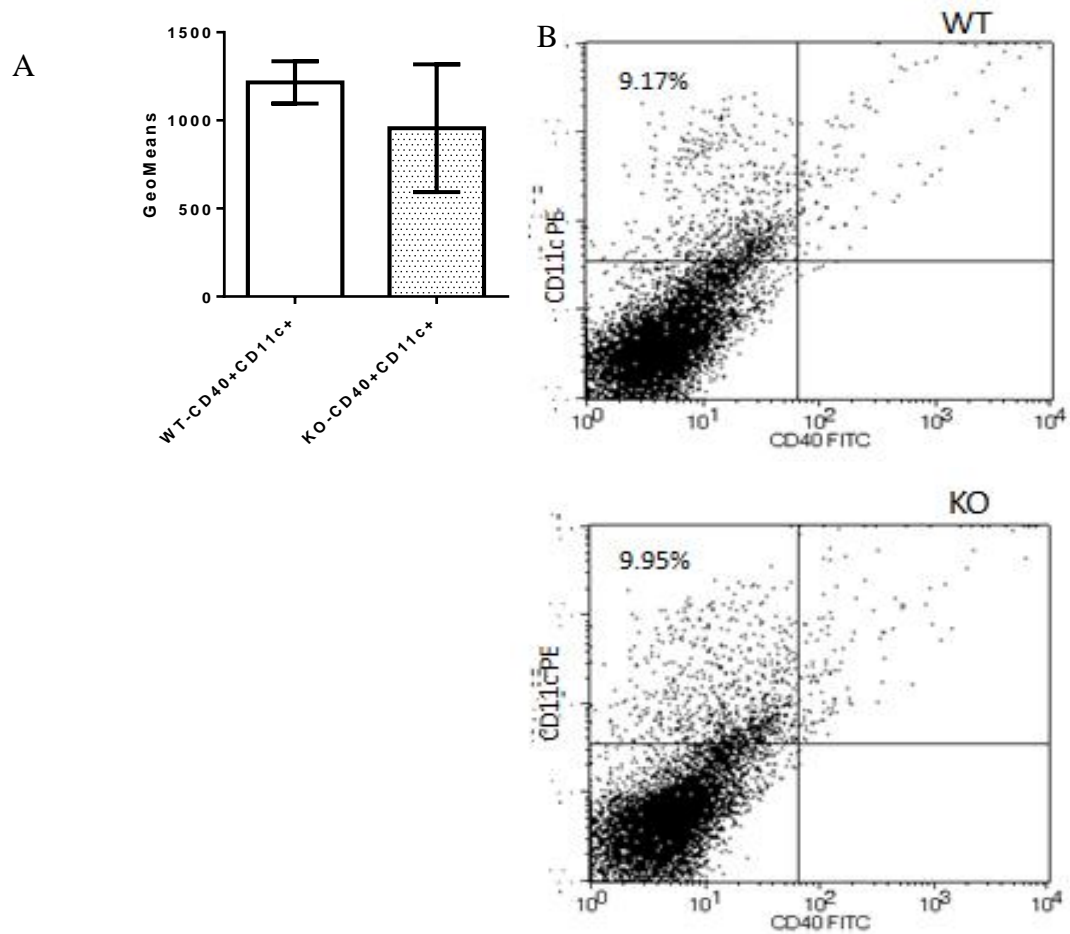 A
1500
1000
500
0
GeoMeans
WT-CD40+CD11c+
KO-CD40+CD11c+
B
WT
9.17%
CD11c PE
10^0 10^1 10^2 10^3 10^4
CD40 FITC
KO
9.95%
CD11c PE
10^0 10^1 10^2 10^3 10^4
CD40 FITC